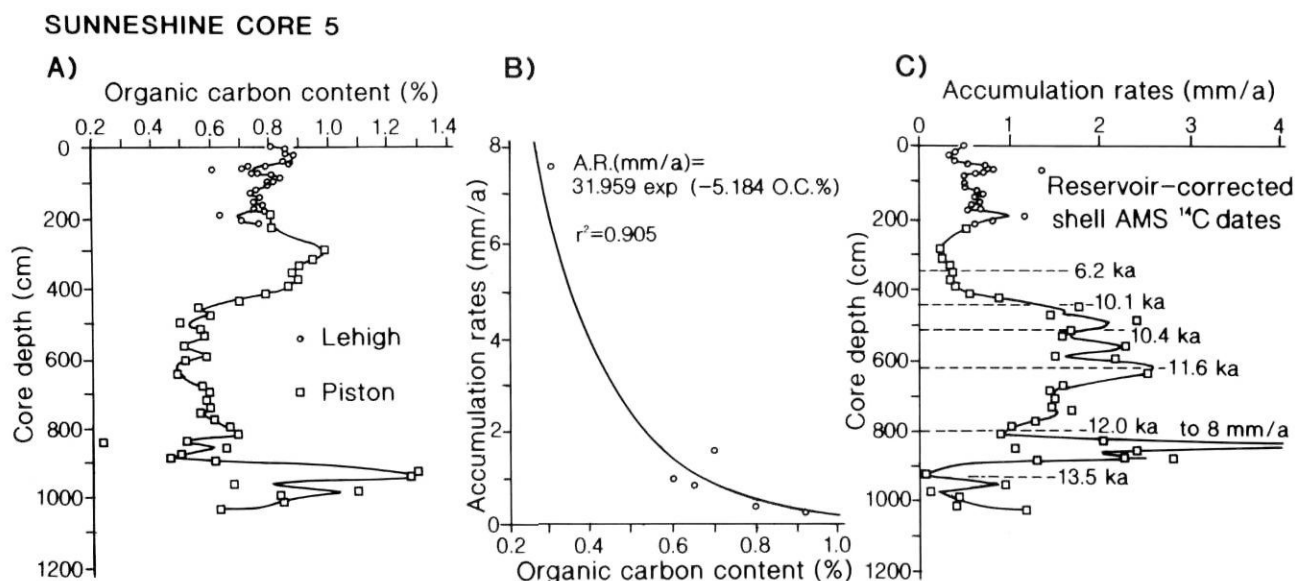 SUNNESHINE CORE 5
A)
Organic carbon content (%)
0.2 0.6 0.8 1.0 1.2 1.4
0
200
400
600
800
1000
1200
Core depth (cm)
Lehigh
Piston
B)
8
6
4
2
0
Accumulation rates (mm/a)
A.R.(mm/a)=
31.959 exp (-5.184 O.C.%)
r²=0.905
0.2 0.4 0.6 0.8 1.0
Organic carbon content (%)
C)
Accumulation rates (mm/a)
0 1 2 3 4
0
200
400
600
800
1000
1200
Core depth (cm)
Reservoir-corrected
shell AMS ¹⁴C dates
6.2 ka
10.1 ka
10.4 ka
11.6 ka
12.0 ka
to 8 mm/a
13.5 ka